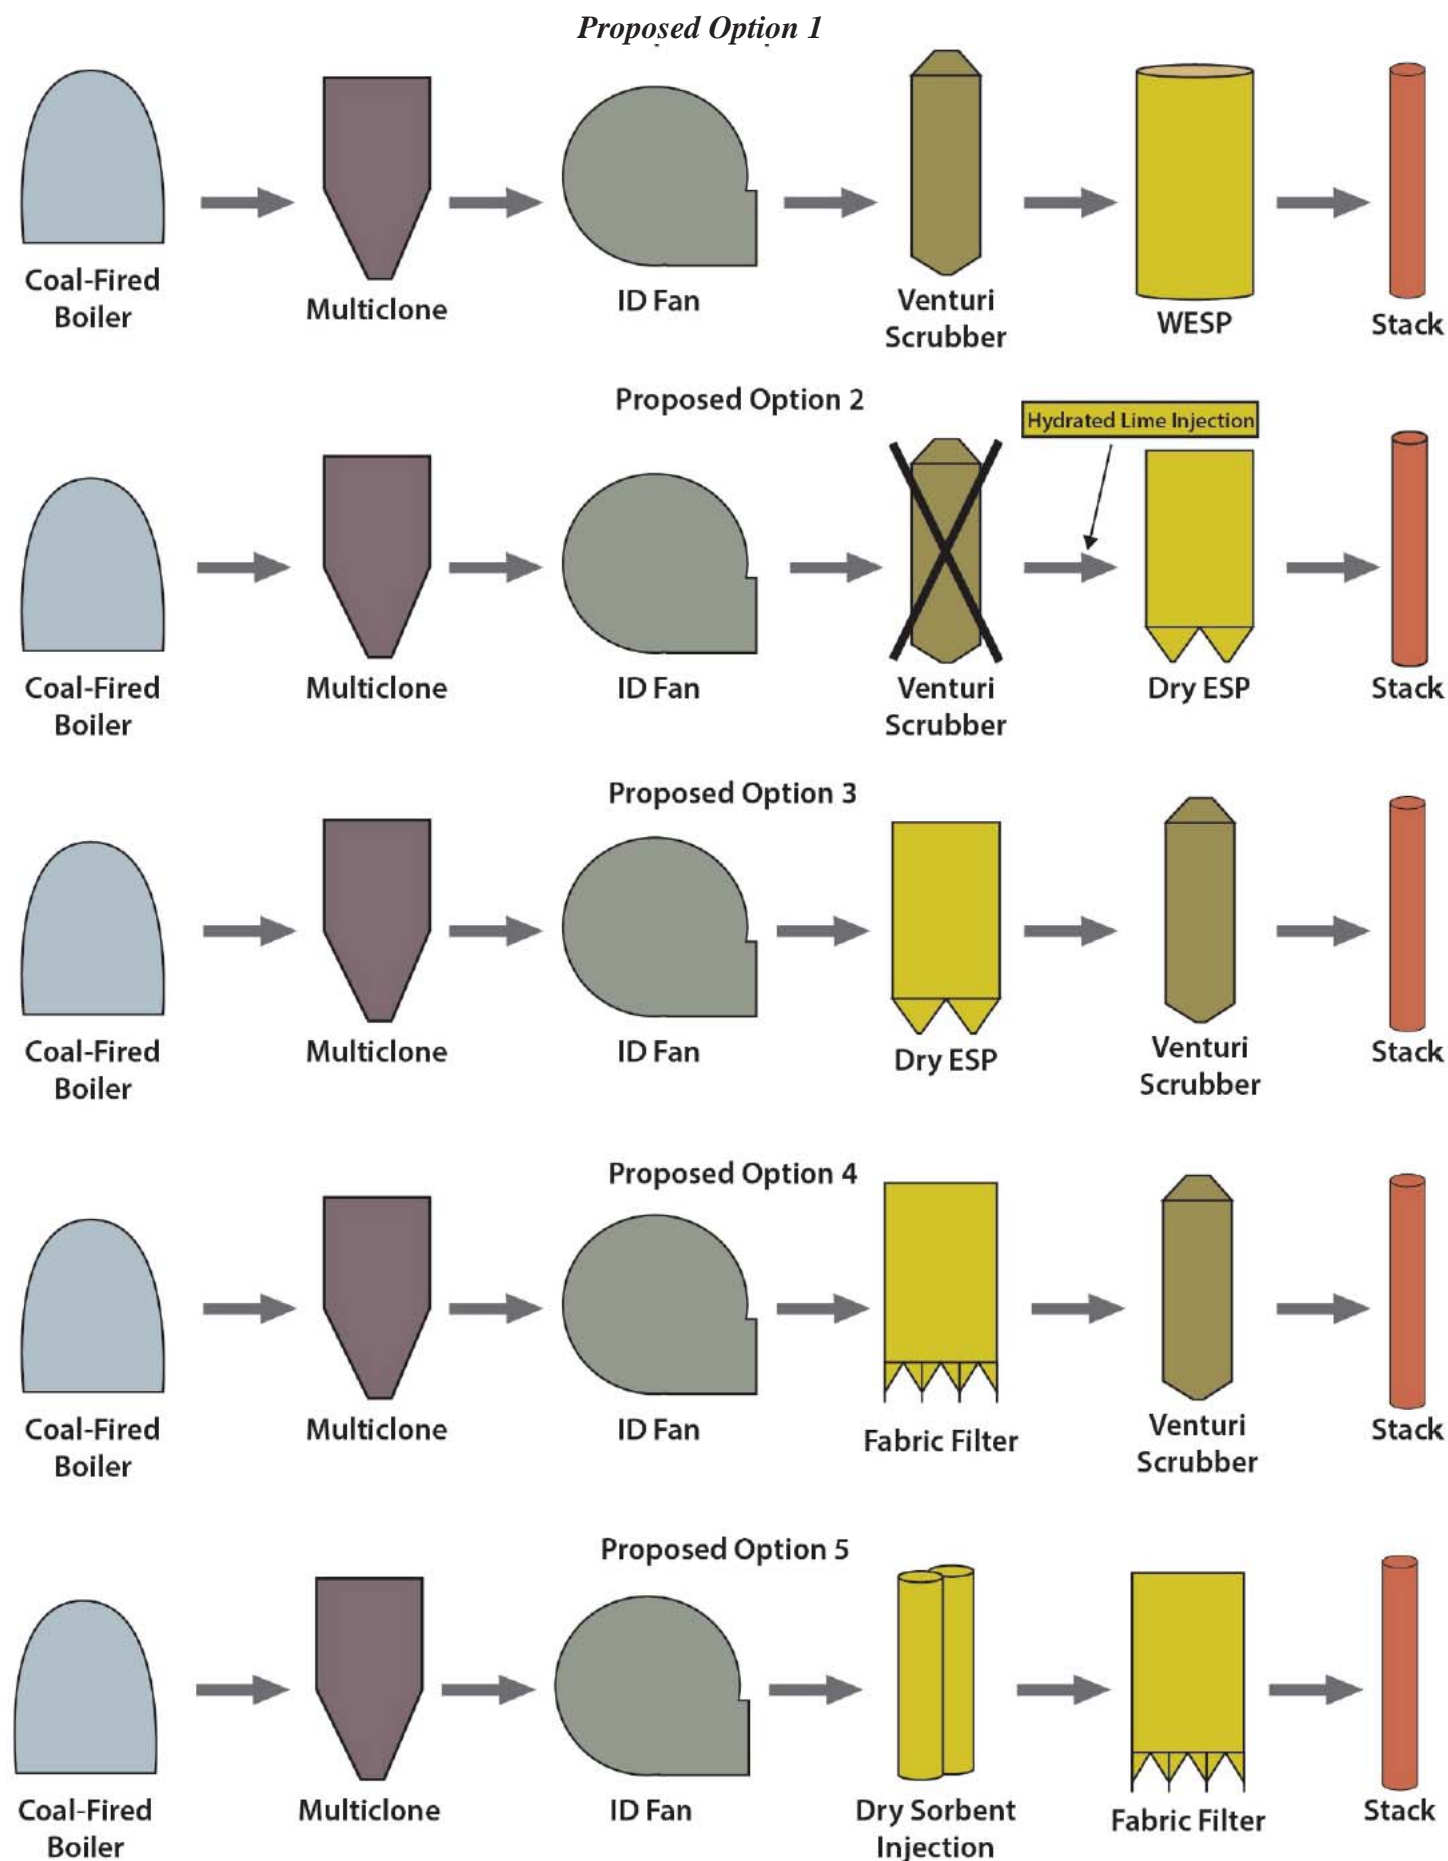 Proposed Option 1
Coal-Fired
Boiler
Multiclone
ID Fan
Venturi
Scrubber
WESP
Stack
Proposed Option 2
Hydrated Lime Injection
Coal-Fired
Boiler
Multiclone
ID Fan
Venturi
Scrubber
Dry ESP
Stack
Proposed Option 3
Coal-Fired
Boiler
Multiclone
ID Fan
Dry ESP
Venturi
Scrubber
Stack
Proposed Option 4
Coal-Fired
Boiler
Multiclone
ID Fan
Fabric Filter
Venturi
Scrubber
Stack
Proposed Option 5
Coal-Fired
Boiler
Multiclone
ID Fan
Dry Sorbent
Injection
Fabric Filter
Stack